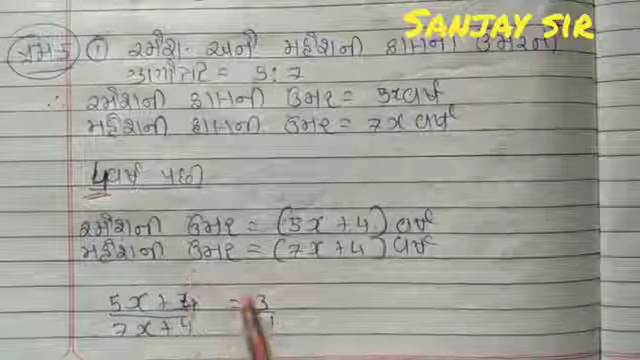 SANJAY SIR
પ્રશ્ન-5 ① રમેશ અને મહેશની હાલની ઉંમરનો
ગુણોત્તર = 5:7
∴ રમેશની હાલની ઉંમર = 5x વર્ષ
મહેશની હાલની ઉંમર = 7x વર્ષ
4 વર્ષ પછી
રમેશની ઉંમર = (5x + 4) વર્ષ
મહેશની ઉંમર = (7x + 4) વર્ષ
5x + 4 = 3
7x + 4